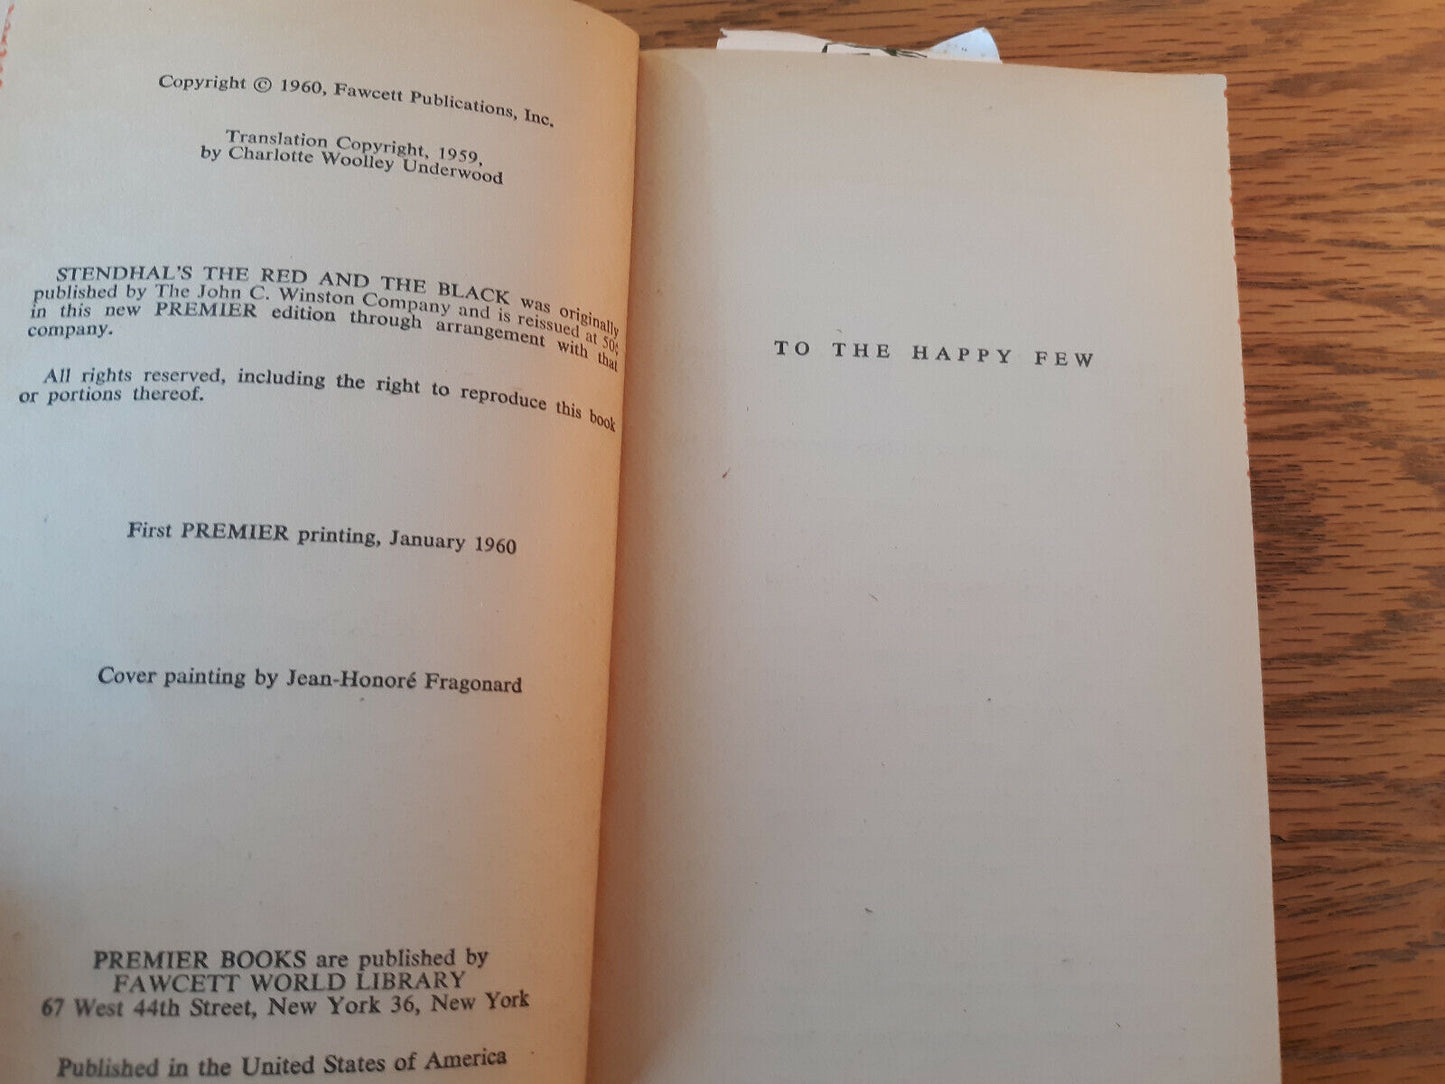 Copyright © 1960, Fawcett Publications, Inc.
Translation Copyright, 1959,
by Charlotte Woolley Underwood
STENDHAL'S THE RED AND THE BLACK was originally
published by The John C. Winston Company and is reissued at 50¢
in this new PREMIER edition through arrangement with that
company.
All rights reserved, including the right to reproduce this book
or portions thereof.
First PREMIER printing, January 1960
Cover painting by Jean-Honoré Fragonard
PREMIER BOOKS are published by
FAWCETT WORLD LIBRARY
67 West 44th Street, New York 36, New York
Published in the United States of America
TO THE HAPPY FEW